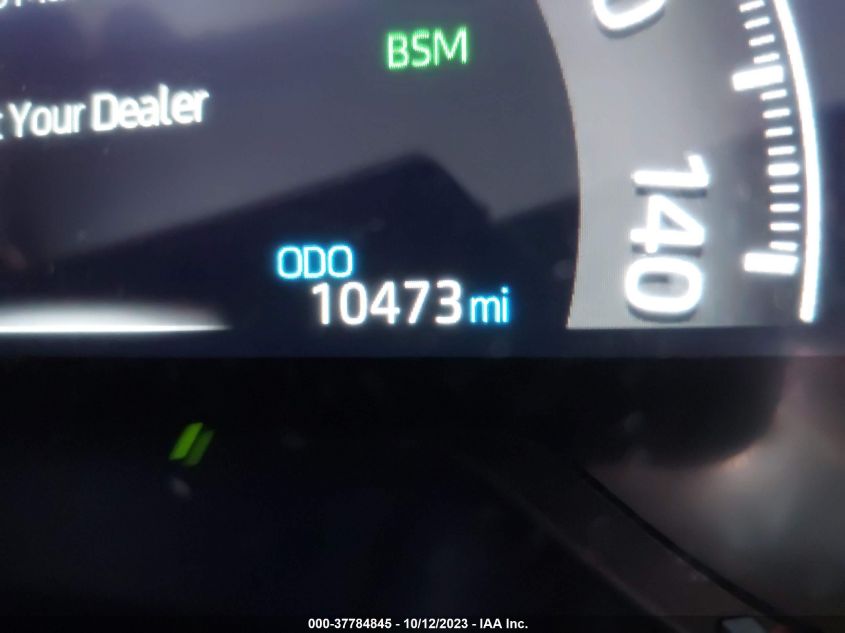 BSM
Your Dealer
140
ODO
10473 mi
000-37784845 - 10/12/2023 - IAA Inc.